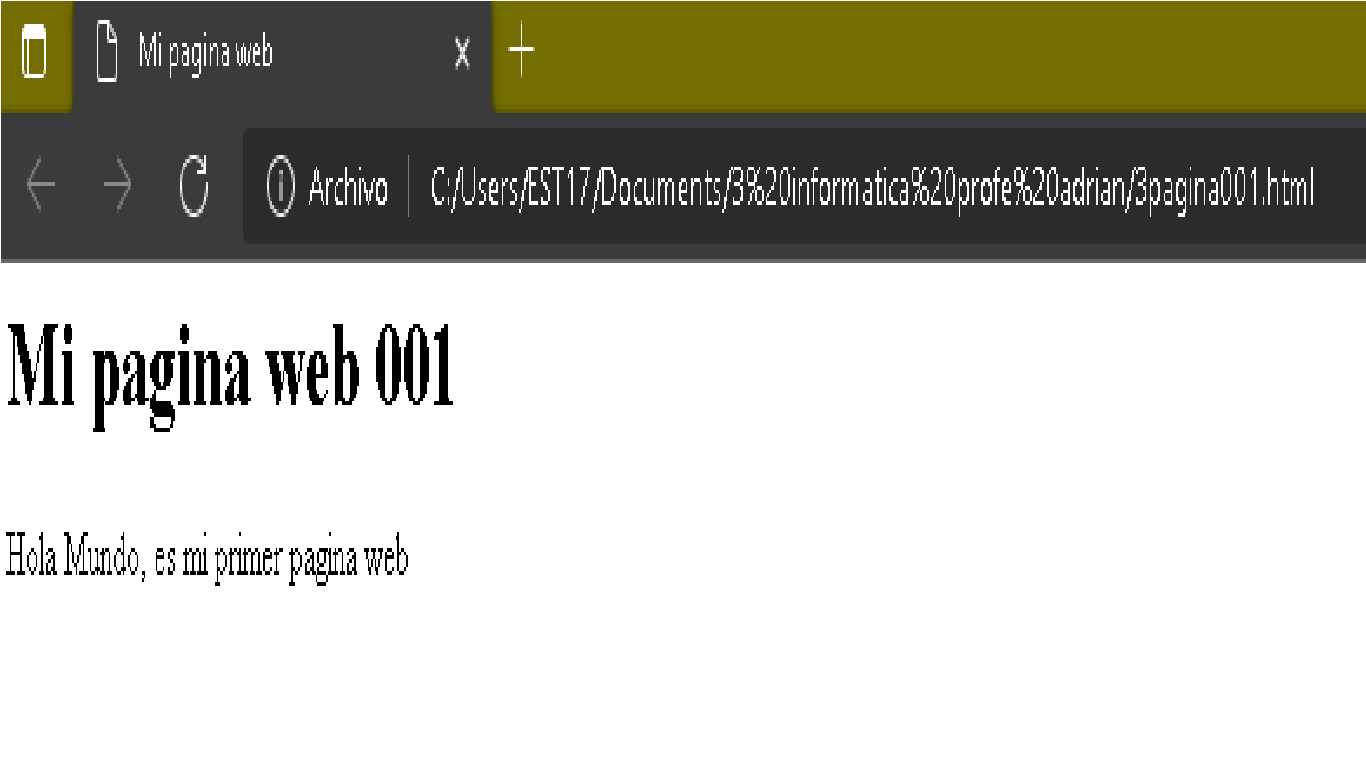 Mi pagina web
Archivo C:/Users/EST17/Documents/3%20informatica%20profe%20adrian/3pagina001.html
Mi pagina web 001
Hola Mundo, es mi primer pagina web